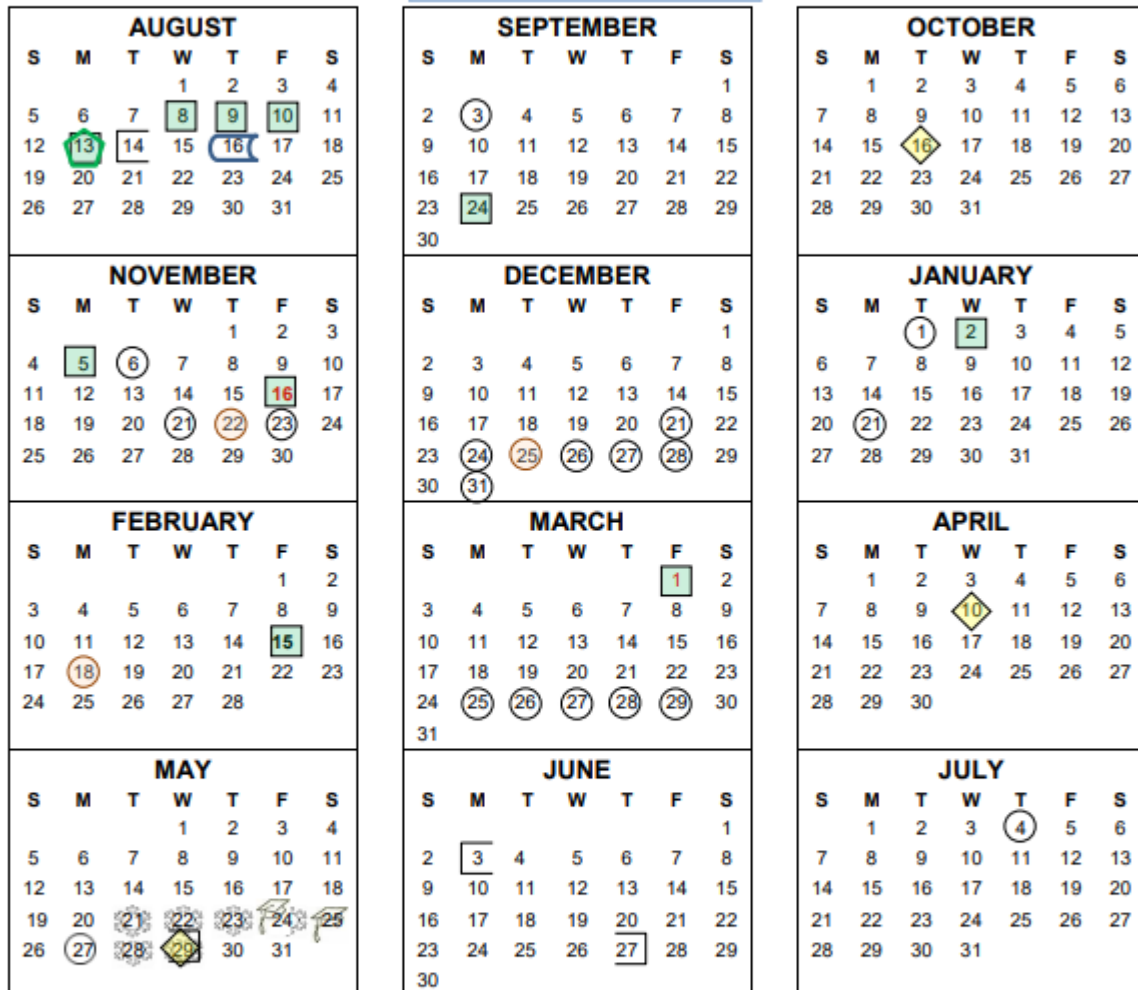 AUGUST
S M T W T F S
1 2 3 4
5 6 7 8 9 10 11
12 13 14 15 16 17 18
19 20 21 22 23 24 25
26 27 28 29 30 31
SEPTEMBER
S M T W T F S
1
2 3 4 5 6 7 8
9 10 11 12 13 14 15
16 17 18 19 20 21 22
23 24 25 26 27 28 29
30
OCTOBER
S M T W T F S
1 2 3 4 5 6
7 8 9 10 11 12 13
14 15 16 17 18 19 20
21 22 23 24 25 26 27
28 29 30 31
NOVEMBER
S M T W T F S
1 2 3
4 5 6 7 8 9 10
11 12 13 14 15 16 17
18 19 20 21 22 23 24
25 26 27 28 29 30
DECEMBER
S M T W T F S
1
2 3 4 5 6 7 8
9 10 11 12 13 14 15
16 17 18 19 20 21 22
23 24 25 26 27 28 29
30 31
JANUARY
S M T W T F S
1 2 3 4 5
6 7 8 9 10 11 12
13 14 15 16 17 18 19
20 21 22 23 24 25 26
27 28 29 30 31
FEBRUARY
S M T W T F S
1 2
3 4 5 6 7 8 9
10 11 12 13 14 15 16
17 18 19 20 21 22 23
24 25 26 27 28
MARCH
S M T W T F S
1 2
3 4 5 6 7 8 9
10 11 12 13 14 15 16
17 18 19 20 21 22 23
24 25 26 27 28 29 30
31
APRIL
S M T W T F S
1 2 3 4 5 6
7 8 9 10 11 12 13
14 15 16 17 18 19 20
21 22 23 24 25 26 27
28 29 30
MAY
S M T W T F S
1 2 3 4
5 6 7 8 9 10 11
12 13 14 15 16 17 18
19 20 21 22 23 24 25
26 27 28 29 30 31
JUNE
S M T W T F S
1
2 3 4 5 6 7 8
9 10 11 12 13 14 15
16 17 18 19 20 21 22
23 24 25 26 27 28 29
30
JULY
S M T W T F S
1 2 3 4 5 6
7 8 9 10 11 12 13
14 15 16 17 18 19 20
21 22 23 24 25 26 27
28 29 30 31